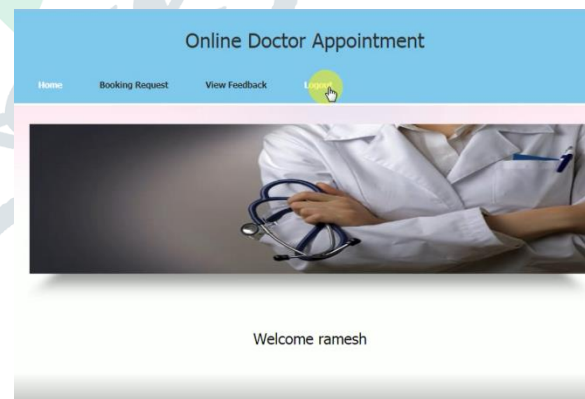 Online Doctor Appointment
Home Booking Request View Feedback Logout
Welcome ramesh